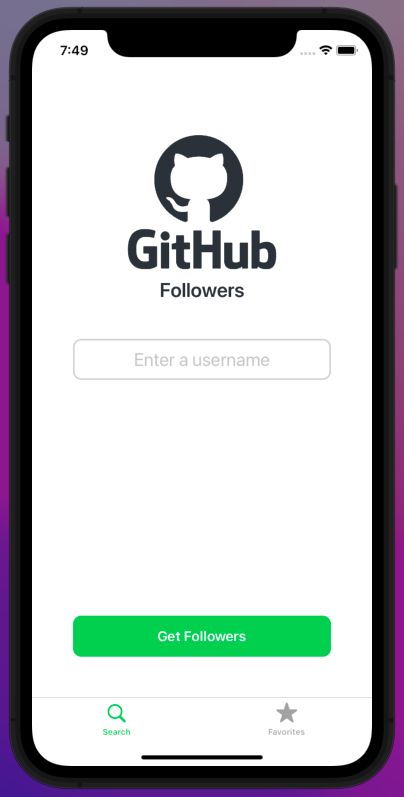 7:49
GitHub
Followers
Enter a username
Get Followers
Search
Favorites